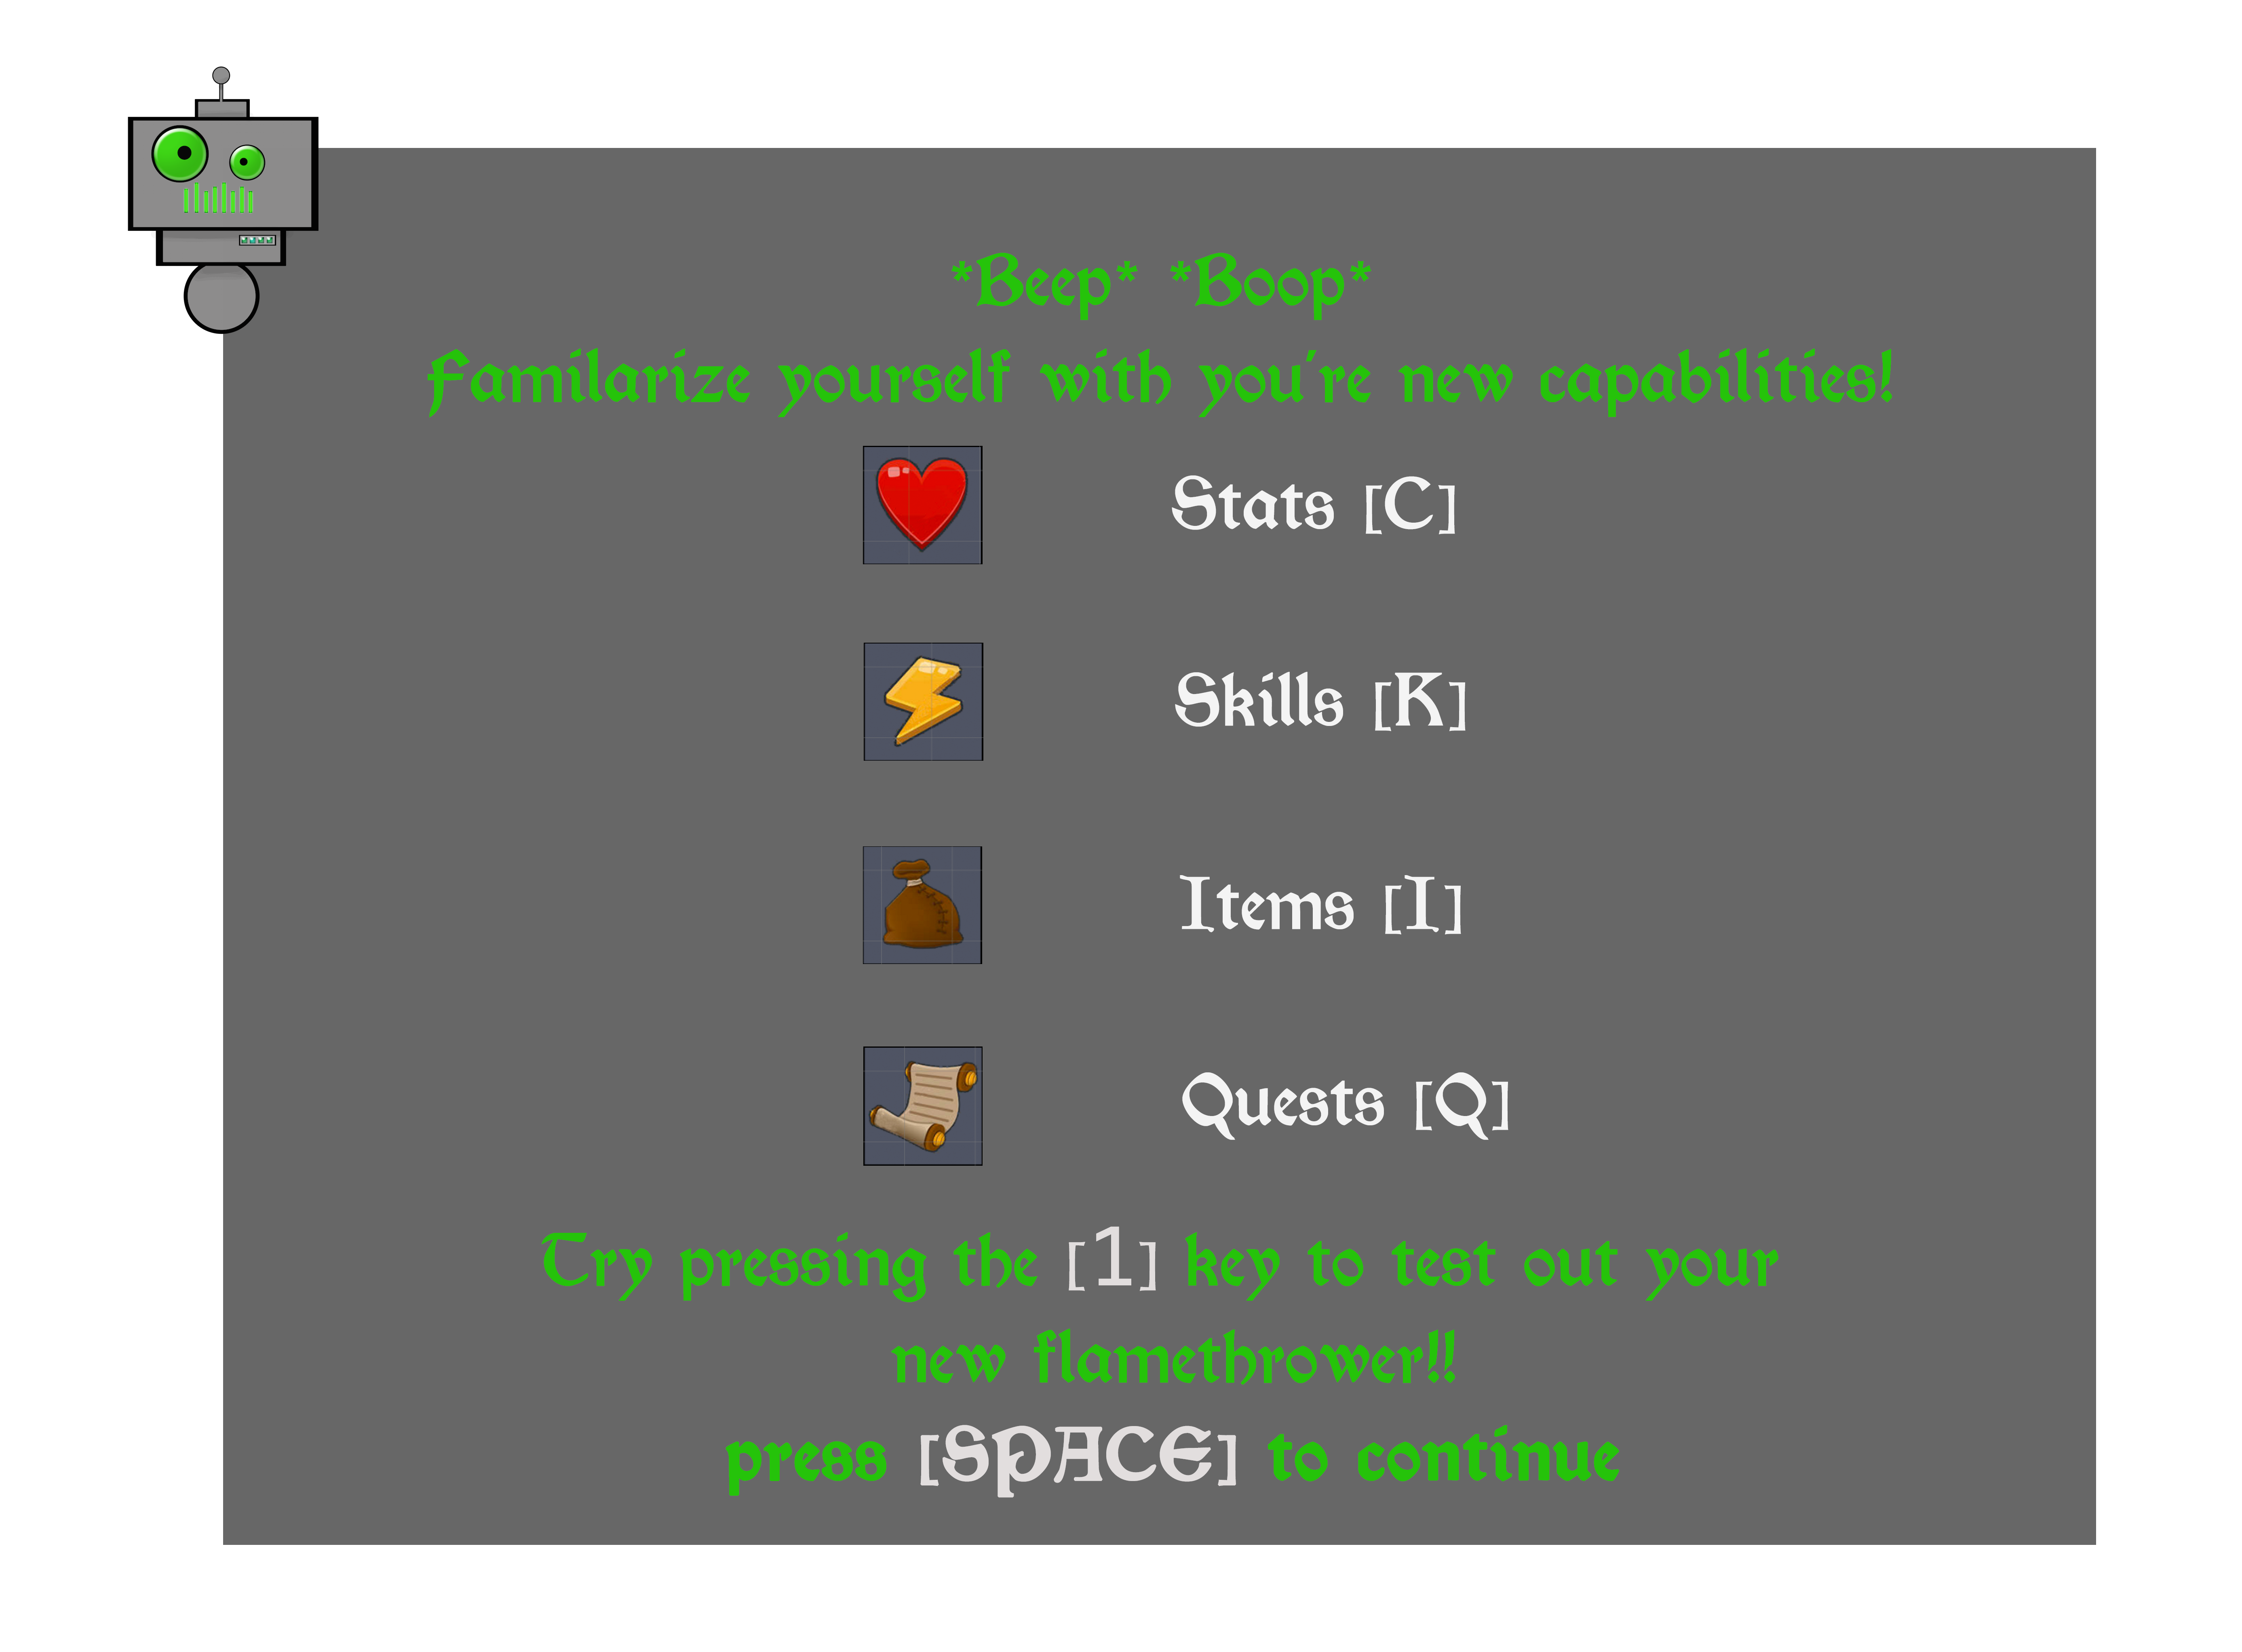 *Beep* *Boop*
Familarize yourself with you're new capabilities!
Stats [C]
Skills [K]
Items [I]
Quests [Q]
Try pressing the [1] key to test out your
new flamethrower!!
press [SPACE] to continue